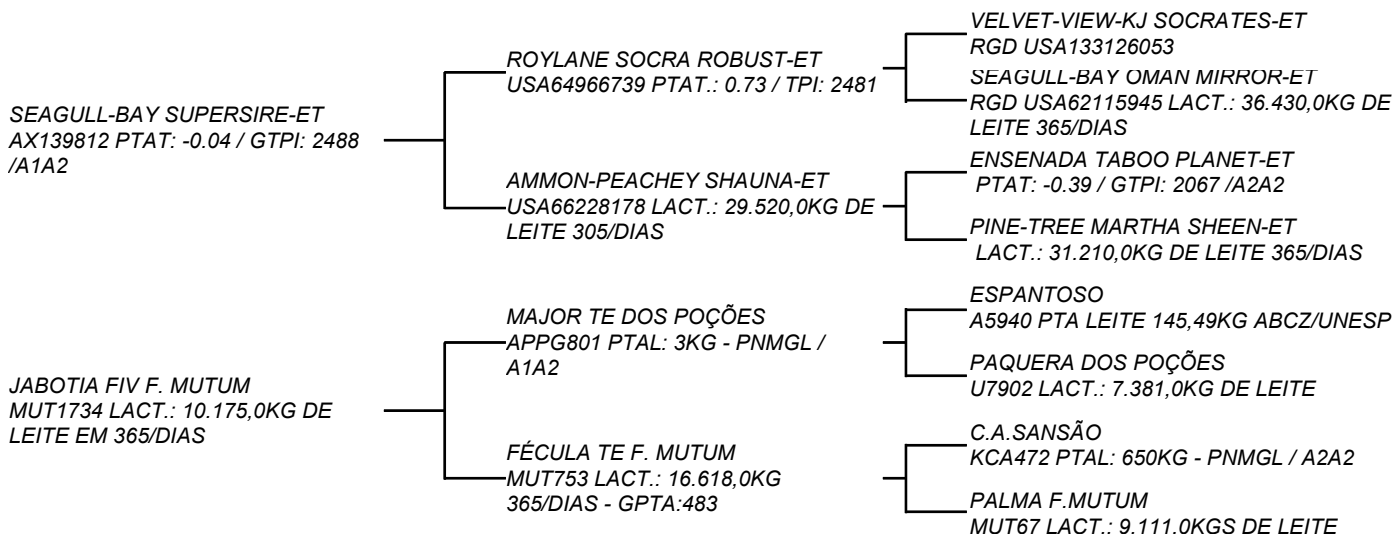 SEAGULL-BAY SUPERSIRE-ET
AX139812 PTAT: -0.04 / GTPI: 2488
/A1A2
ROYLANE SOCRA ROBUST-ET
USA64966739 PTAT.: 0.73 / TPI: 2481
VELVET-VIEW-KJ SOCRATES-ET
RGD USA133126053
SEAGULL-BAY OMAN MIRROR-ET
RGD USA62115945 LACT.: 36.430,0KG DE
LEITE 365/DIAS
AMMON-PEACHEY SHAUNA-ET
USA66228178 LACT.: 29.520,0KG DE
LEITE 305/DIAS
ENSENADA TABOO PLANET-ET
PTAT: -0.39 / GTPI: 2067 /A2A2
PINE-TREE MARTHA SHEEN-ET
LACT.: 31.210,0KG DE LEITE 365/DIAS
JABOTIA FIV F. MUTUM
MUT1734 LACT.: 10.175,0KG DE
LEITE EM 365/DIAS
MAJOR TE DOS POÇÕES
APPG801 PTAL: 3KG - PNMGL /
A1A2
ESPANTOSO
A5940 PTA LEITE 145,49KG ABCZ/UNESP
PAQUERA DOS POÇÕES
U7902 LACT.: 7.381,0KG DE LEITE
FÉCULA TE F. MUTUM
MUT753 LACT.: 16.618,0KG
365/DIAS - GPTA:483
C.A.SANSÃO
KCA472 PTAL: 650KG - PNMGL / A2A2
PALMA F.MUTUM
MUT67 LACT.: 9.111,0KGS DE LEITE